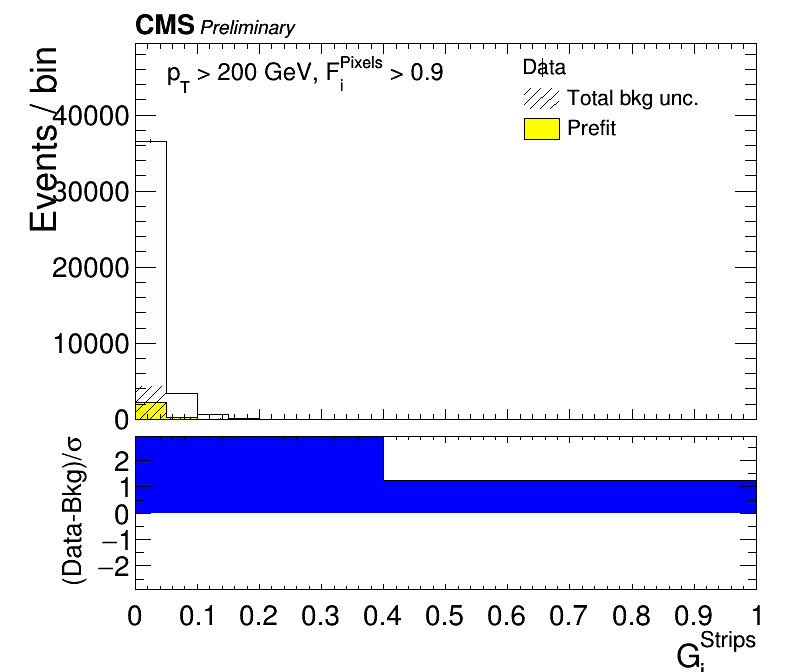 CMS Preliminary
p_T > 200 GeV, F_i^Pixels > 0.9
Data
Total bkg unc.
Prefit
Events / bin
40000
30000
20000
10000
0
(Data-Bkg)/σ
2
1
0
−1
−2
0 0.1 0.2 0.3 0.4 0.5 0.6 0.7 0.8 0.9 1
G_i^Strips